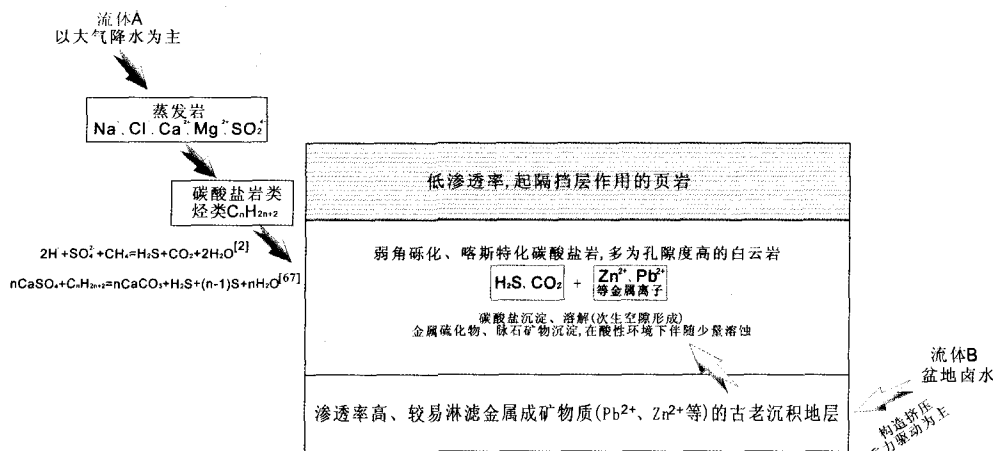 流体A
以大气降水为主
蒸发岩
Na⁺、Cl⁻、Ca²⁺、Mg²⁺、SO₄²⁻
碳酸盐岩类
烃类CₙH₂ₙ₊₂
2H⁺+SO₄²⁻+CH₄=H₂S+CO₂+2H₂O[2]
nCaSO₄+CₙH₂ₙ₊₂=nCaCO₃+H₂S+(n-1)S+nH₂O[67]
低渗透率,起隔挡层作用的页岩
弱角砾化、喀斯特化碳酸盐岩,多为孔隙度高的白云岩
H₂S、CO₂ + Zn²⁺、Pb²⁺
等金属离子
碳酸盐沉淀、溶解(次生空隙形成)
金属硫化物、脉石矿物沉淀,在酸性环境下伴随少量溶蚀
渗透率高、较易淋滤金属成矿物质(Pb²⁺、Zn²⁺等)的古老沉积地层
流体B
盆地卤水
构造挤压
力驱动为主